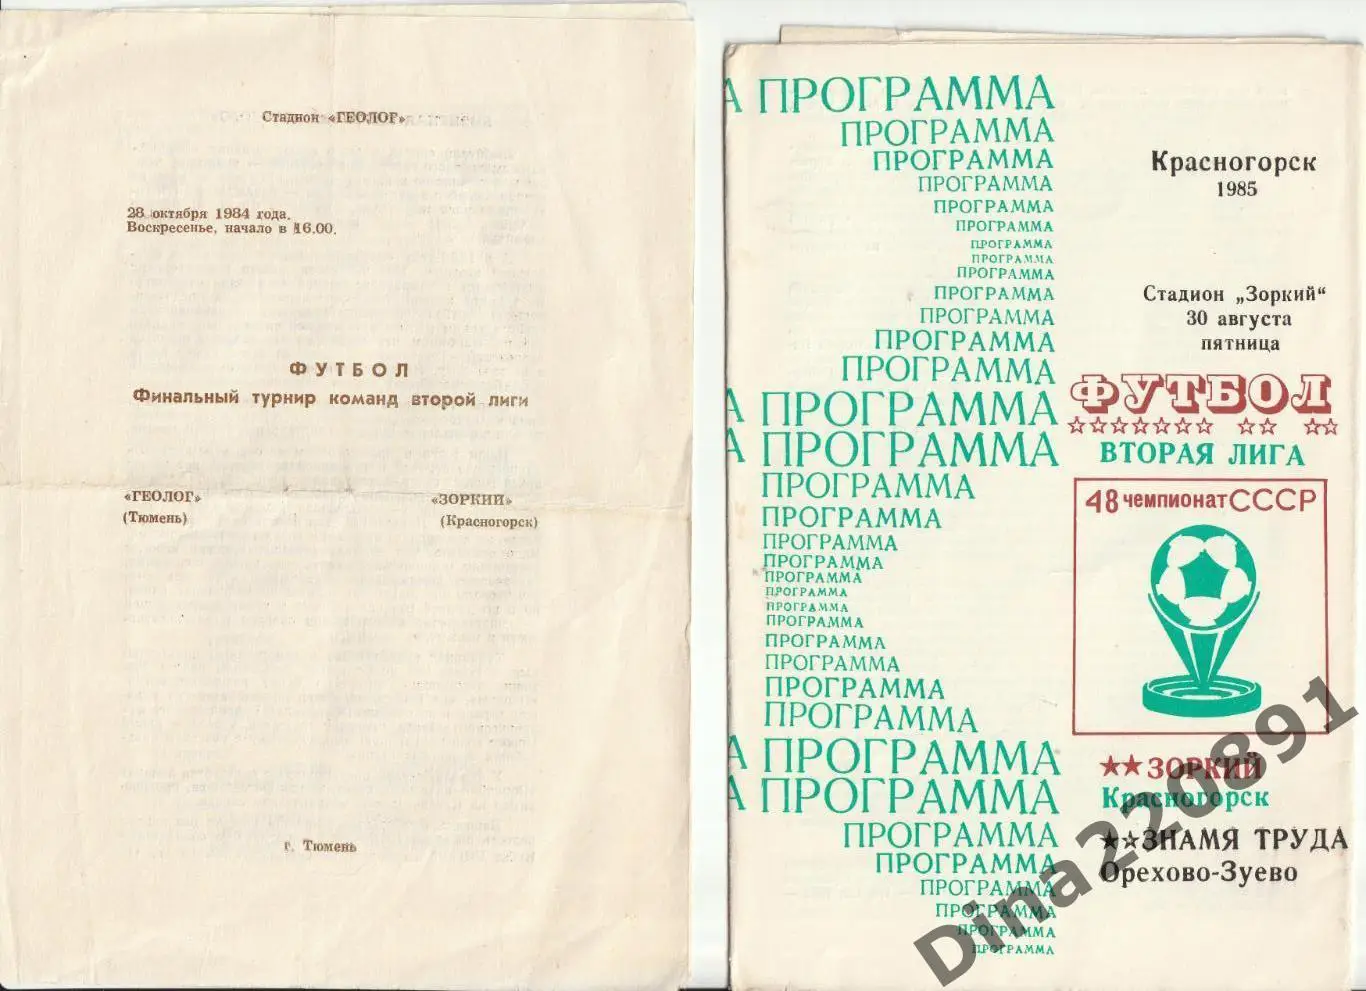 Стадион «ГЕОЛОГ»
28 октября 1984 года.
Воскресенье, начало в 16.00.
ФУТБОЛ
Финальный турнир команд второй лиги
«ГЕОЛОГ»
(Тюмень)
«ЗОРКИЙ»
(Красногорск)
г. Тюмень
А ПРОГРАММА
ПРОГРАММА
ПРОГРАММА
ПРОГРАММА
ПРОГРАММА
ПРОГРАММА
ПРОГРАММА
ПРОГРАММА
ПРОГРАММА
ПРОГРАММА
ПРОГРАММА
ПРОГРАММА
ПРОГРАММА
А ПРОГРАММА
А ПРОГРАММА
ПРОГРАММА
ПРОГРАММА
ПРОГРАММА
ПРОГРАММА
ПРОГРАММА
ПРОГРАММА
ПРОГРАММА
ПРОГРАММА
ПРОГРАММА
ПРОГРАММА
ПРОГРАММА
ПРОГРАММА
А ПРОГРАММА
А ПРОГРАММА
ПРОГРАММА
ПРОГРАММА
ПРОГРАММА
ПРОГРАММА
ПРОГРАММА
ПРОГРАММА
Красногорск
1985
Стадион „Зоркий“
30 августа
пятница
ФУТБОЛ
ВТОРАЯ ЛИГА
48 чемпионат СССР
ЗОРКИЙ
Красногорск
ЗНАМЯ ТРУДА
Орехово-Зуево
Dina220891